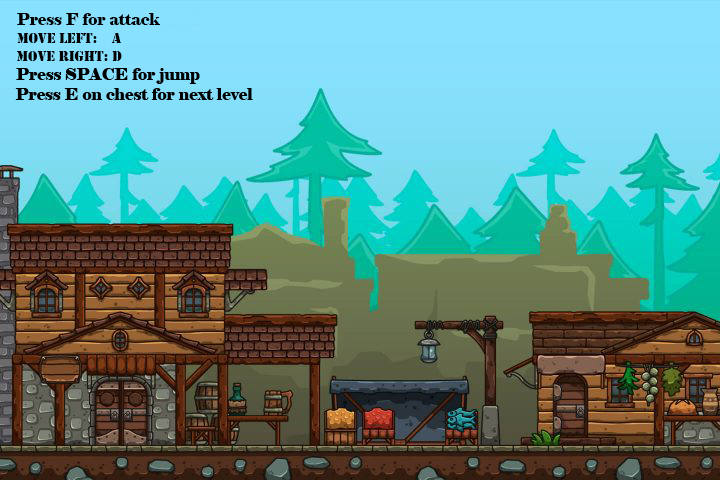 Press F for attack
MOVE LEFT: A
MOVE RIGHT: D
Press SPACE for jump
Press E on chest for next level